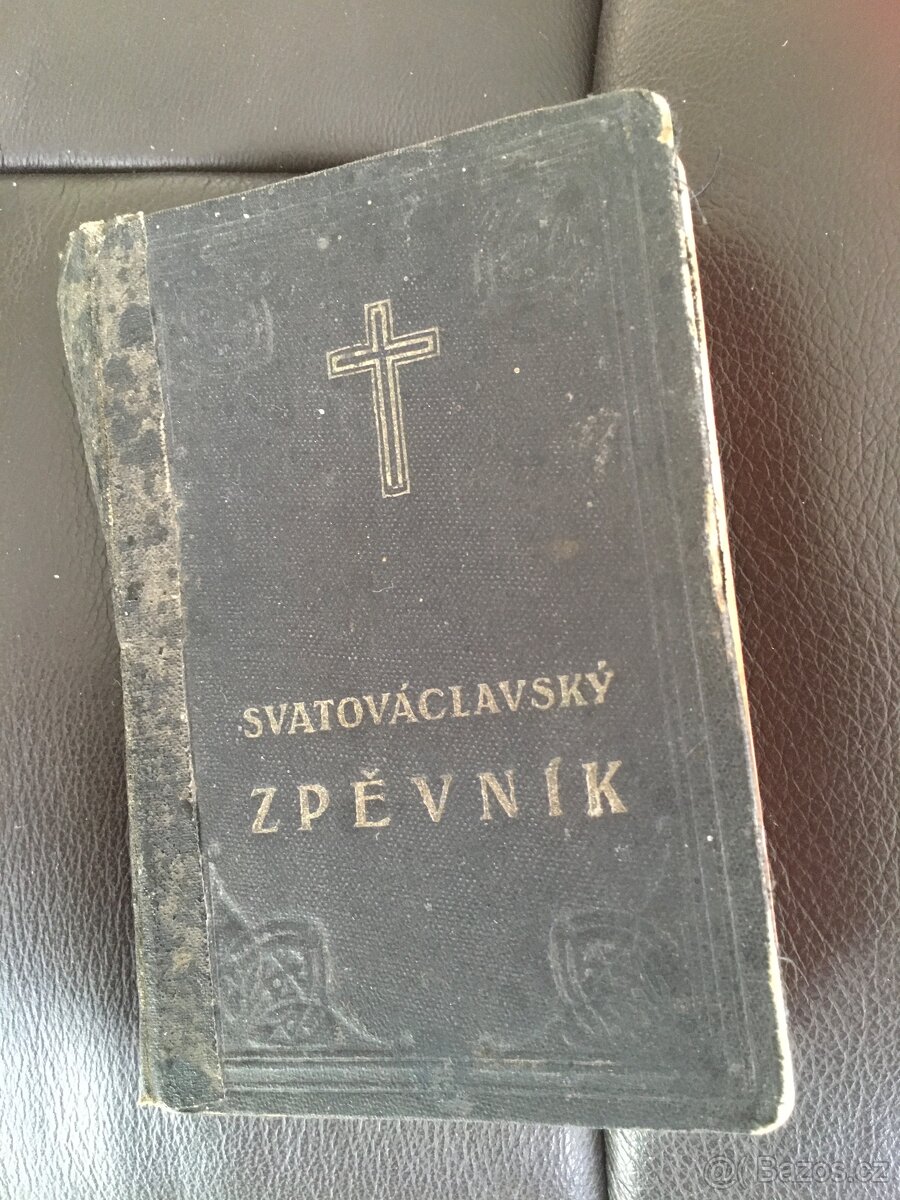 SVATOVÁCLAVSKÝ
ZPĚVNÍK
@ Bazos.cz